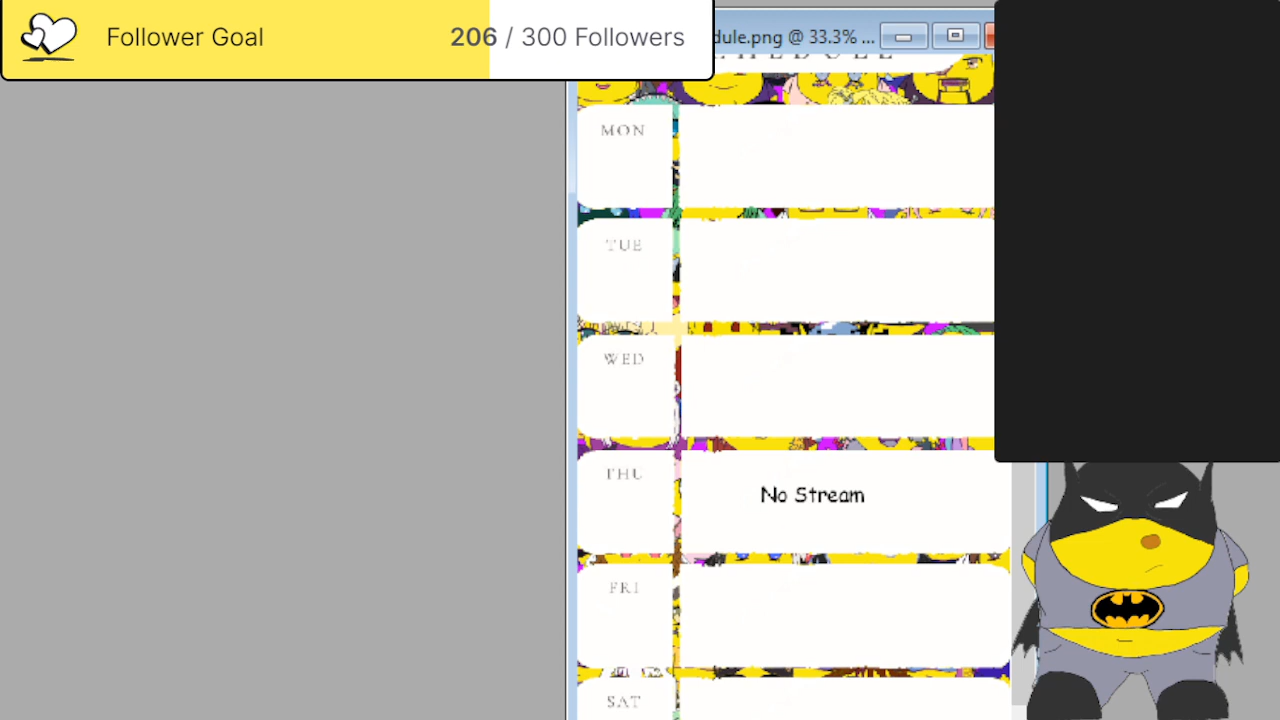 Follower Goal 206 / 300 Followers
dule.png @ 33.3% ...
MON
TUE
WED
THU
No Stream
FRI
SAT